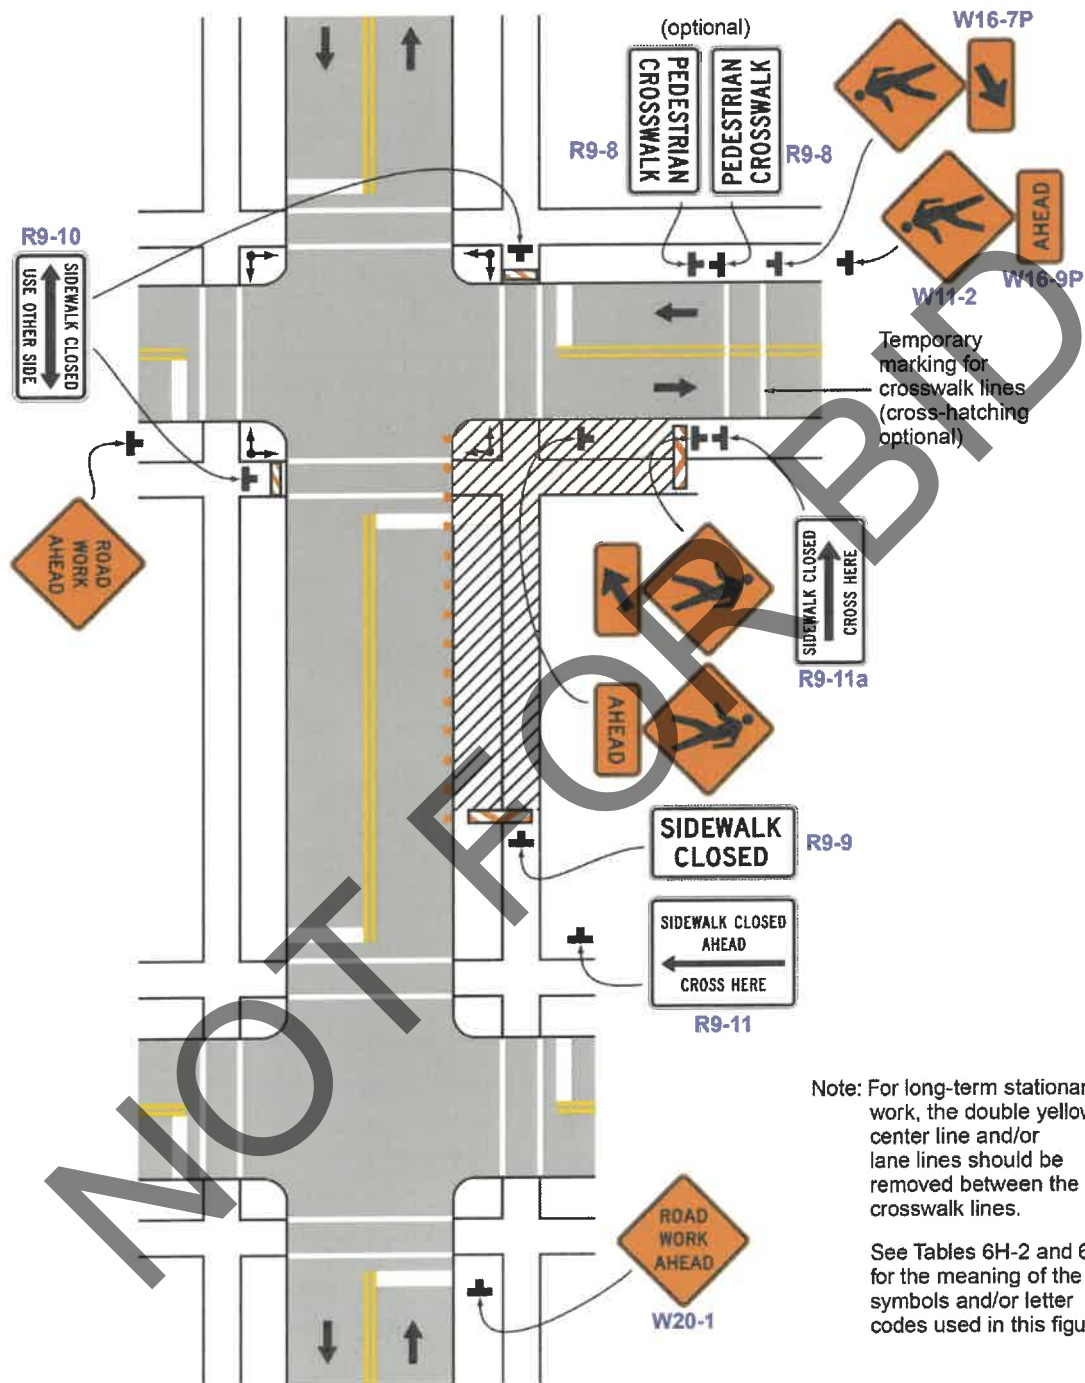 W16-7P
(optional)
PEDESTRIAN
CROSSWALK
PEDESTRIAN
CROSSWALK
R9-8
R9-8
AHEAD
W11-2
W16-9P
R9-10
SIDEWALK CLOSED
USE OTHER SIDE
Temporary
marking for
crosswalk lines
(cross-hatching
optional)
ROAD
WORK
AHEAD
SIDEWALK CLOSED
CROSS HERE
R9-11a
AHEAD
SIDEWALK
CLOSED
R9-9
SIDEWALK CLOSED
AHEAD
CROSS HERE
R9-11
Note: For long-term stationar
work, the double yellow
center line and/or
lane lines should be
removed between the
crosswalk lines.
See Tables 6H-2 and 6
for the meaning of the
symbols and/or letter
codes used in this figu
ROAD
WORK
AHEAD
W20-1
NOT FOR BID